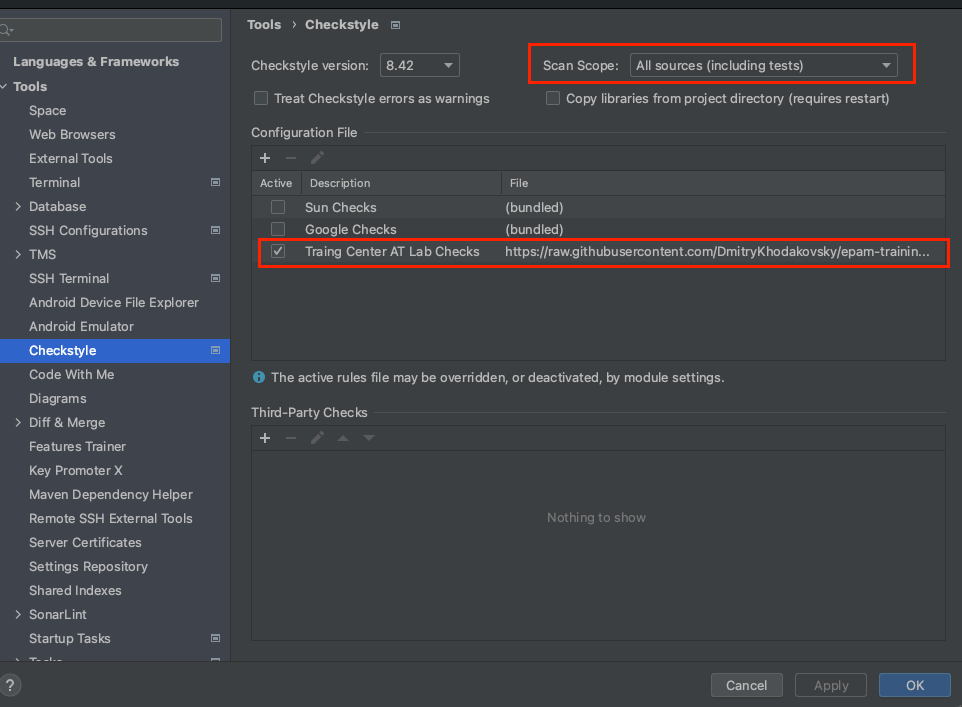 Languages & Frameworks
Tools
Space
Web Browsers
External Tools
Terminal
Database
SSH Configurations
TMS
SSH Terminal
Android Device File Explorer
Android Emulator
Checkstyle
Code With Me
Diagrams
Diff & Merge
Features Trainer
Key Promoter X
Maven Dependency Helper
Remote SSH External Tools
Server Certificates
Settings Repository
Shared Indexes
SonarLint
Startup Tasks
Tasks
?
Tools › Checkstyle
Checkstyle version: 8.42
Scan Scope: All sources (including tests)
Treat Checkstyle errors as warnings
Copy libraries from project directory (requires restart)
Configuration File
Active Description File
Sun Checks (bundled)
Google Checks (bundled)
Traing Center AT Lab Checks https://raw.githubusercontent.com/DmitryKhodakovsky/epam-trainin...
The active rules file may be overridden, or deactivated, by module settings.
Third-Party Checks
Nothing to show
Cancel Apply OK